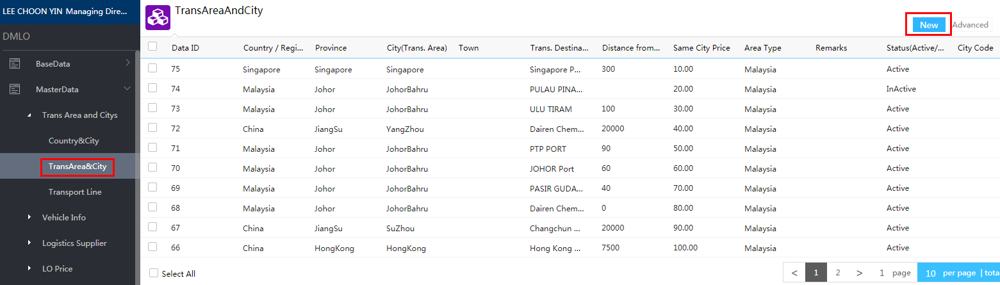 LEE CHOON YIN Managing Dire...
DMLO
BaseData
MasterData
Trans Area and Citys
Country&City
TransArea&City
Transport Line
Vehicle Info
Logistics Supplier
LO Price
TransAreaAndCity
New Advanced
Data ID Country / Regi... Province City(Trans. Area) Town Trans. Destina... Distance from... Same City Price Area Type Remarks Status(Active/... City Code
75 Singapore Singapore Singapore Singapore P... 300 10.00 Malaysia Active
74 Malaysia Johor JohorBahru PULAU PINA... 20.00 Malaysia InActive
73 Malaysia Johor JohorBahru ULU TIRAM 100 30.00 Malaysia Active
72 China JiangSu YangZhou Dairen Chem... 20000 40.00 Malaysia Active
71 Malaysia Johor JohorBahru PTP PORT 90 50.00 Malaysia Active
70 Malaysia Johor JohorBahru JOHOR Port 60 60.00 Malaysia Active
69 Malaysia Johor JohorBahru PASIR GUDA... 40 70.00 Malaysia Active
68 Malaysia Johor JohorBahru Dairen Chem... 0 80.00 Malaysia Active
67 China JiangSu SuZhou Changchun ... 20000 90.00 Malaysia Active
66 China HongKong HongKong Hong Kong ... 7500 100.00 Malaysia Active
Select All < 1 2 > 1 page 10 per page | tota